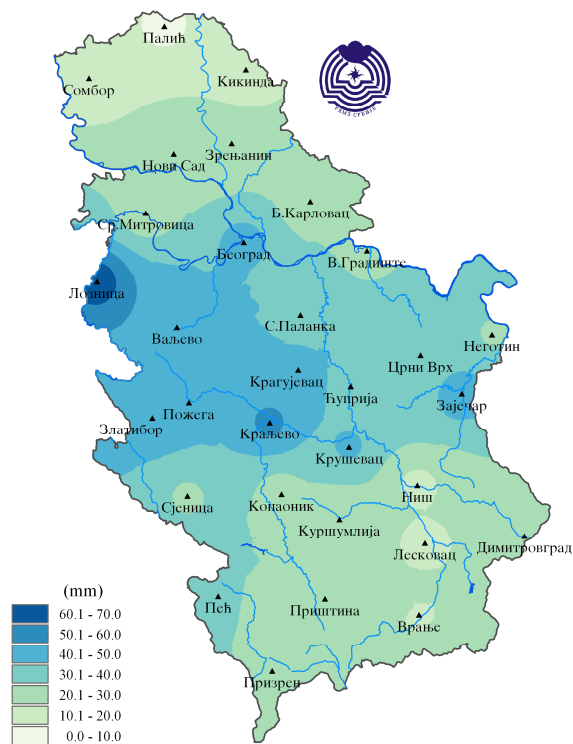 Палић
Кикинда
Сомбор
РХМЗ СРБИЈЕ
Зрењанин
Нови Сад
Б.Карловац
Ср.Митровица
Београд
В.Градиште
Лозница
С.Паланка
Ваљево
Неготин
Црни Врх
Крагујевац
Ћуприја
Зајечар
Пожега
Златибор
Краљево
Крушевац
Ниш
Сјеница
Копаоник
Куршумлија
Димитровград
Лесковац
(mm)
60.1 - 70.0
Пећ
Приштина
50.1 - 60.0
Врање
40.1 - 50.0
30.1 - 40.0
20.1 - 30.0
Призрен
10.1 - 20.0
0.0 - 10.0